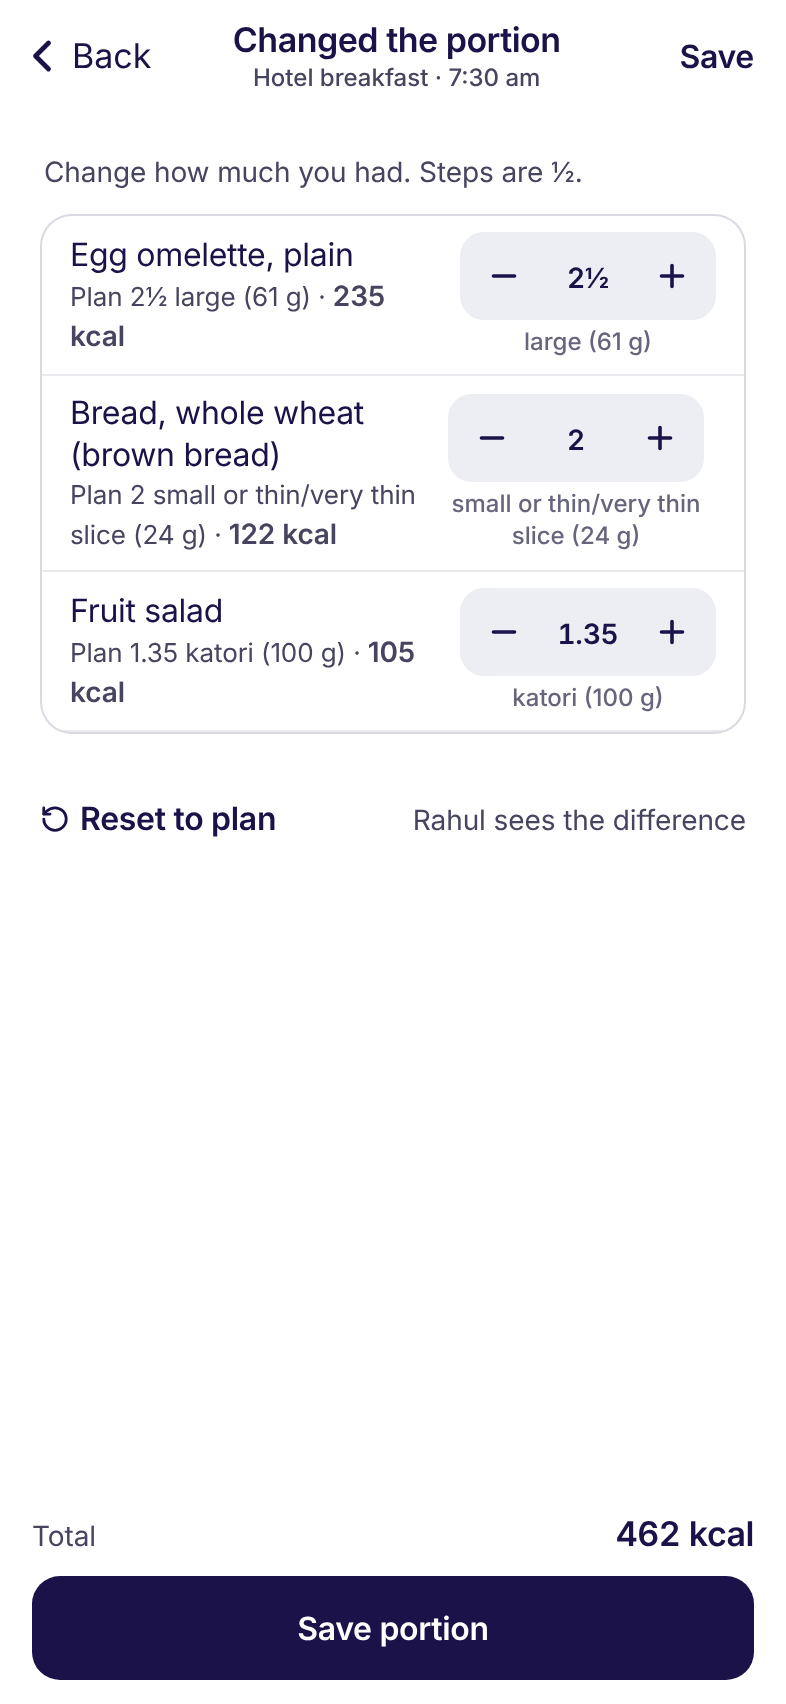 Back
Changed the portion
Hotel breakfast · 7:30 am
Save
Change how much you had. Steps are ½.
Egg omelette, plain
Plan 2½ large (61 g) · 235
kcal
− 2½ +
large (61 g)
Bread, whole wheat
(brown bread)
Plan 2 small or thin/very thin
slice (24 g) · 122 kcal
− 2 +
small or thin/very thin
slice (24 g)
Fruit salad
Plan 1.35 katori (100 g) · 105
kcal
− 1.35 +
katori (100 g)
Reset to plan
Rahul sees the difference
Total
462 kcal
Save portion